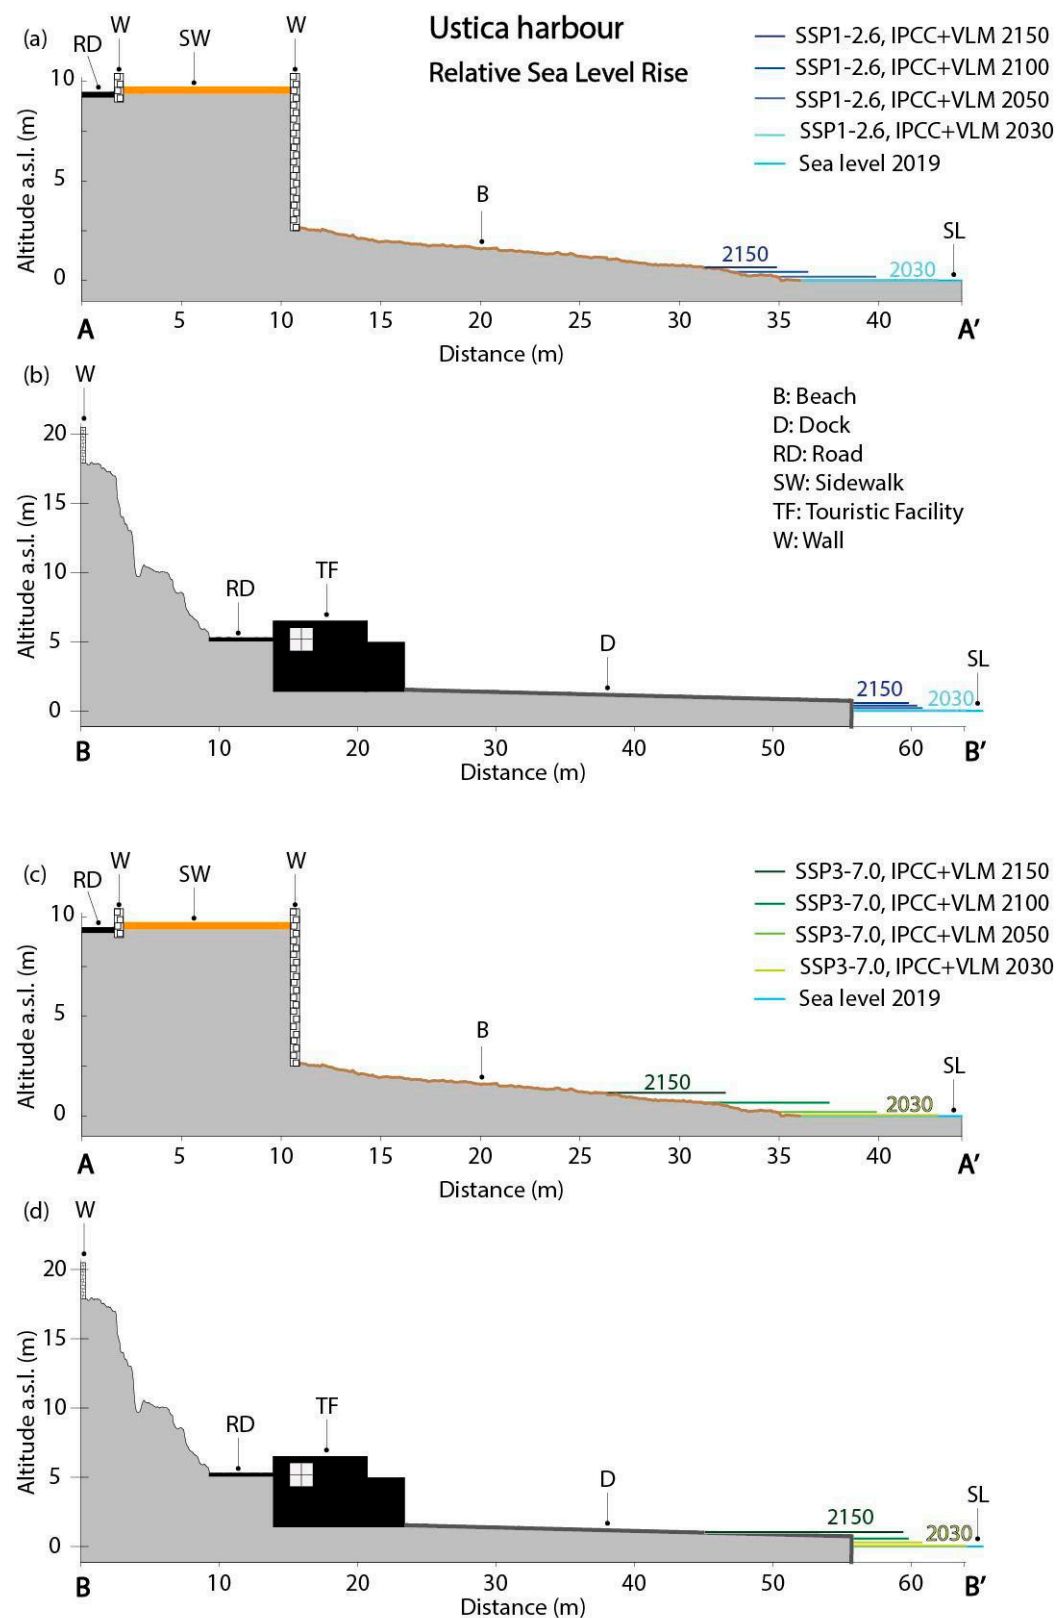 Ustica harbour
Relative Sea Level Rise
(a)
RD
W
SW
W
SSP1-2.6, IPCC+VLM 2150
SSP1-2.6, IPCC+VLM 2100
SSP1-2.6, IPCC+VLM 2050
SSP1-2.6, IPCC+VLM 2030
Sea level 2019
10
5
0
Altitude a.s.l. (m)
B
2150
2030
SL
A
5
10
15
20
25
30
35
40
A'
Distance (m)
(b)
W
B: Beach
D: Dock
RD: Road
SW: Sidewalk
TF: Touristic Facility
W: Wall
20
15
10
5
0
Altitude a.s.l. (m)
RD
TF
D
2150
2030
SL
B
10
20
30
40
50
60
B'
Distance (m)
(c)
RD
W
SW
W
SSP3-7.0, IPCC+VLM 2150
SSP3-7.0, IPCC+VLM 2100
SSP3-7.0, IPCC+VLM 2050
SSP3-7.0, IPCC+VLM 2030
Sea level 2019
10
5
0
Altitude a.s.l. (m)
B
2150
2030
SL
A
5
10
15
20
25
30
35
40
A'
Distance (m)
(d)
W
20
15
10
5
0
Altitude a.s.l. (m)
RD
TF
D
2150
2030
SL
B
10
20
30
40
50
60
B'
Distance (m)